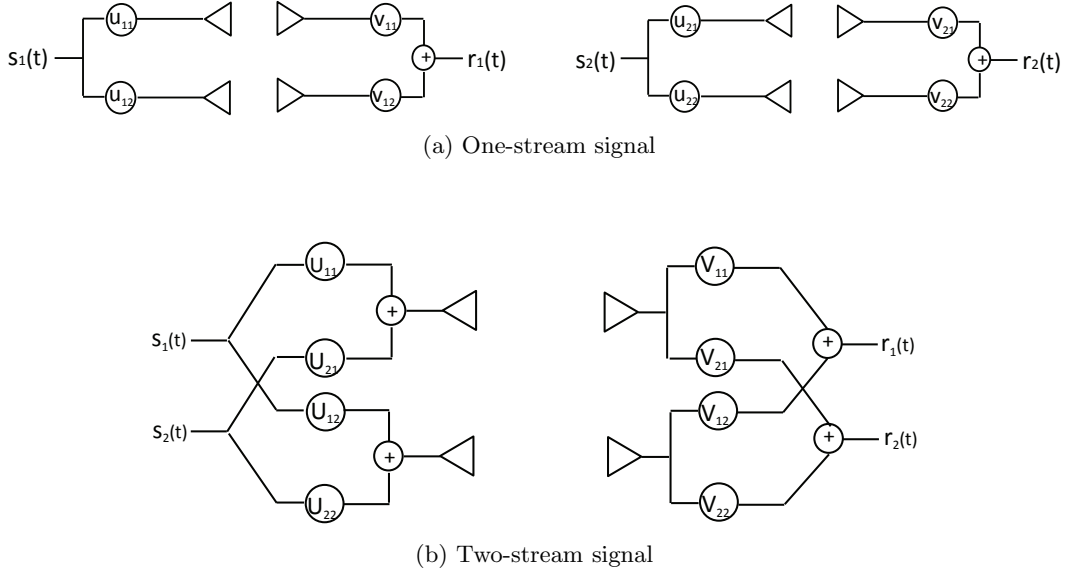 u₁₁ v₁₁ u₂₁ v₂₁
s₁(t) + r₁(t) s₂(t) + r₂(t)
u₁₂ v₁₂ u₂₂ v₂₂
(a) One-stream signal
U₁₁ V₁₁
+
s₁(t) + r₁(t)
U₂₁ V₂₁
U₁₂ V₁₂
s₂(t) + r₂(t)
+
U₂₂ V₂₂
(b) Two-stream signal